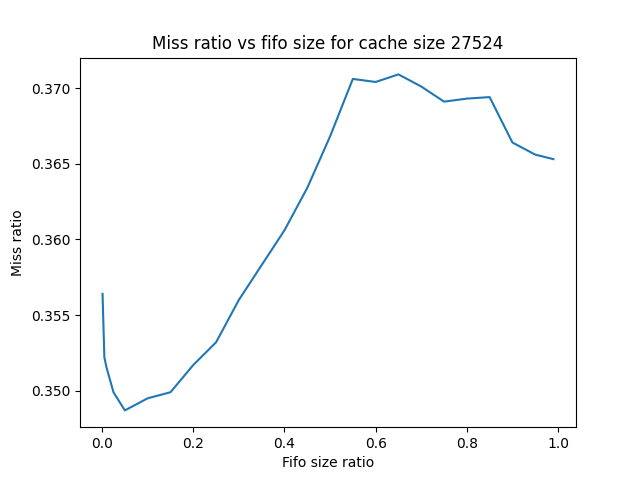 Miss ratio vs fifo size for cache size 27524
0.370
0.365
0.360
0.355
0.350
Miss ratio
0.0 0.2 0.4 0.6 0.8 1.0
Fifo size ratio